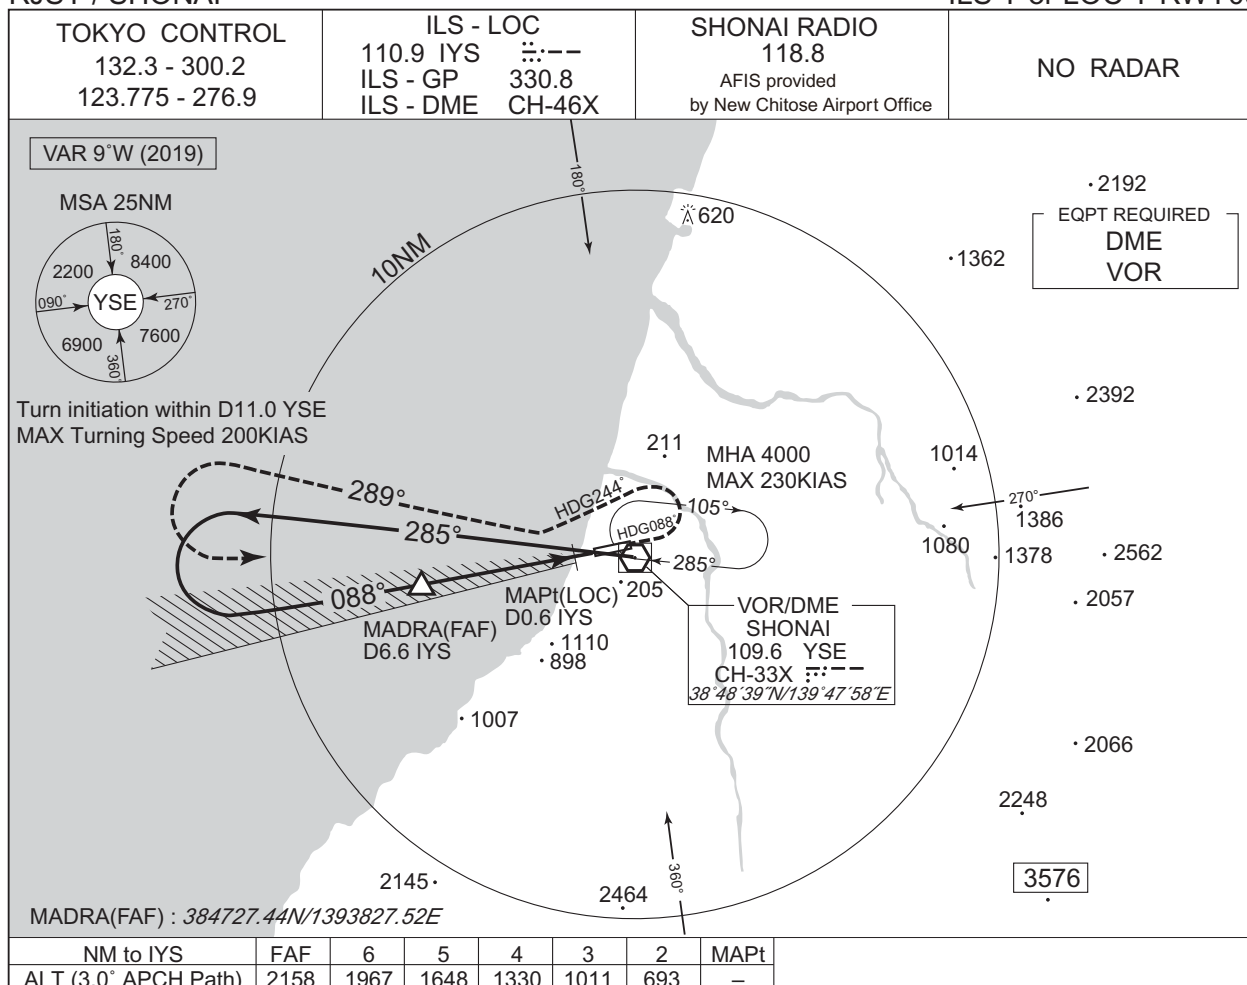 TOKYO CONTROL
132.3 - 300.2
123.775 - 276.9
ILS - LOC
110.9 IYS
ILS - GP 330.8
ILS - DME CH-46X
SHONAI RADIO
118.8
AFIS provided
by New Chitose Airport Office
NO RADAR
VAR 9˚W (2019)
MSA 25NM
180˚
2200
8400
090˚
YSE
270˚
6900
7600
360˚
Turn initiation within D11.0 YSE
MAX Turning Speed 200KIAS
10NM
180°
620
2192
EQPT REQUIRED
DME
VOR
1362
2392
211
MHA 4000
MAX 230KIAS
1014
289°
HDG244˚
105°
270°
1386
285°
HDG088˚
1080
1378
2562
285°
088°
MAPt(LOC)
D0.6 IYS
205
2057
MADRA(FAF)
D6.6 IYS
1110
898
VOR/DME
SHONAI
109.6 YSE
CH-33X
38˚48´39˝N/139˚47´58˝E
1007
2066
2248
2145
2464
360°
3576
MADRA(FAF) : 384727.44N/1393827.52E
NM to IYS FAF 6 5 4 3 2 MAPt
ALT (3.0˚ APCH Path) 2158 1967 1648 1330 1011 693 –